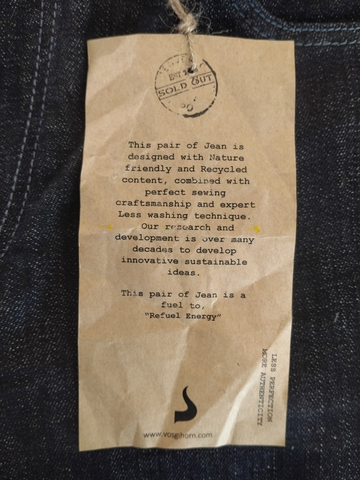 EST
SOLD OUT
This pair of Jean is
designed with Nature
friendly and Recycled
content, combined with
perfect sewing
craftsmanship and expert
Less washing technique.
Our research and
development is over many
decades to develop
innovative sustainable
ideas.
This pair of Jean is a
fuel to,
"Refuel Energy"
LESS PERFECTION
MORE AUTHENTICITY